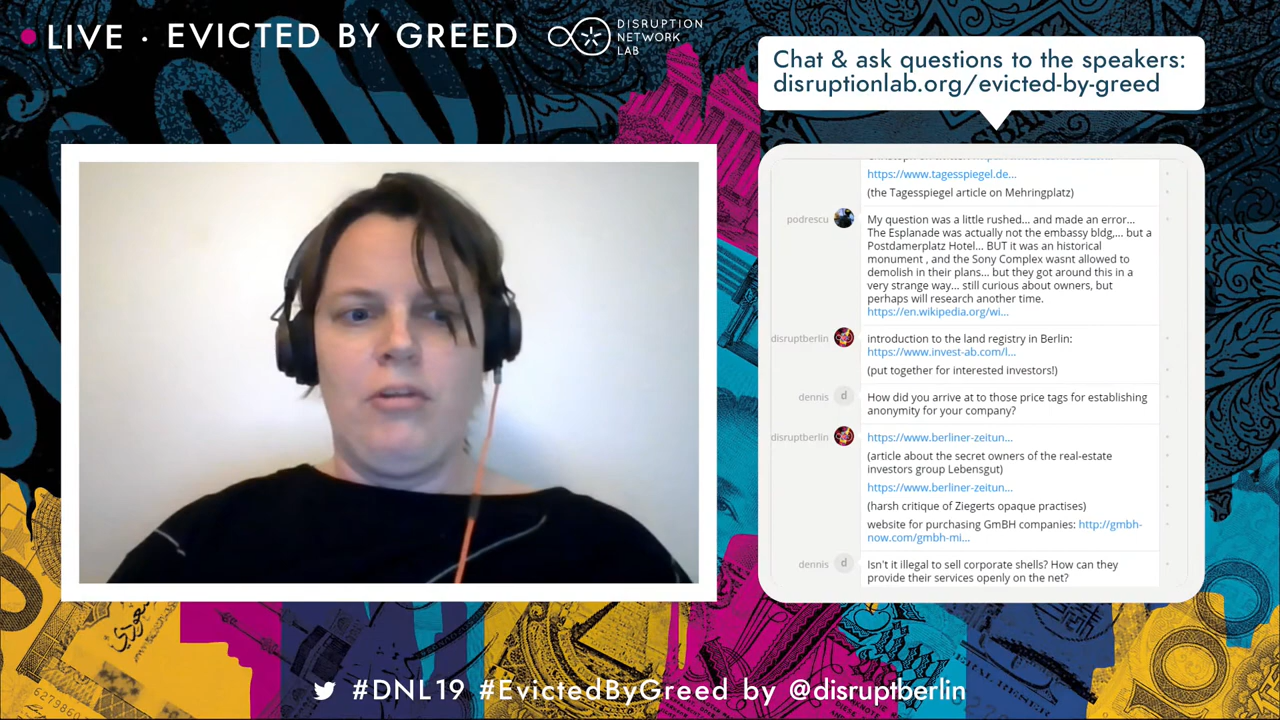 LIVE · EVICTED BY GREED
DISRUPTION
NETWORK
LAB
Chat & ask questions to the speakers:
disruptionlab.org/evicted-by-greed
https://www.tagesspiegel.de...
(the Tagesspiegel article on Mehringplatz)
podrescu
My question was a little rushed... and made an error...
The Esplanade was actually not the embassy bldg,... but a
Postdamerplatz Hotel... BUT it was an historical
monument , and the Sony Complex wasnt allowed to
demolish in their plans... but they got around this in a
very strange way... still curious about owners, but
perhaps will research another time.
https://en.wikipedia.org/wi...
disruptberlin
introduction to the land registry in Berlin:
https://www.invest-ab.com/l...
(put together for interested investors!)
dennis d
How did you arrive at to those price tags for establishing
anonymity for your company?
disruptberlin
https://www.berliner-zeitun...
(article about the secret owners of the real-estate
investors group Lebensgut)
https://www.berliner-zeitun...
(harsh critique of Ziegerts opaque practises)
website for purchasing GmBH companies: http://gmbh-
now.com/gmbh-mi...
dennis d
Isn't it illegal to sell corporate shells? How can they
provide their services openly on the net?
#DNL19 #EvictedByGreed by @disruptberlin